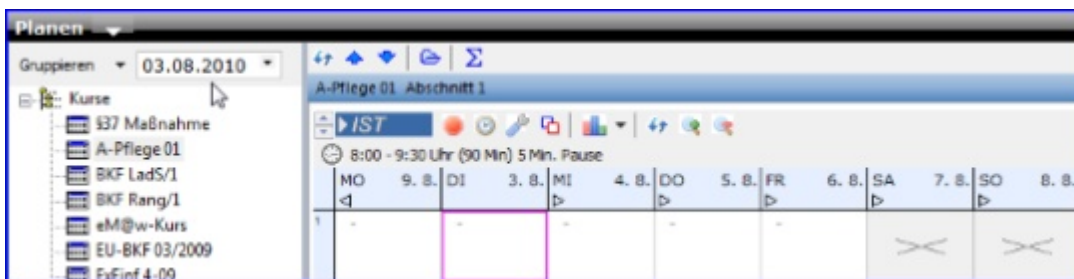 Planen
Gruppieren 03.08.2010
Kurse
§37 Maßnahme
A-Pflege 01
BKF LadS/1
BKF Rang/1
eM@w-Kurs
EU-BKF 03/2009
ExEinf 4-09
A-Pflege 01 Abschnitt 1
IST
8:00 - 9:30 Uhr (90 Min) 5 Min. Pause
MO 9. 8. DI 3. 8. MI 4. 8. DO 5. 8. FR 6. 8. SA 7. 8. SO 8. 8.
1 - - - - -